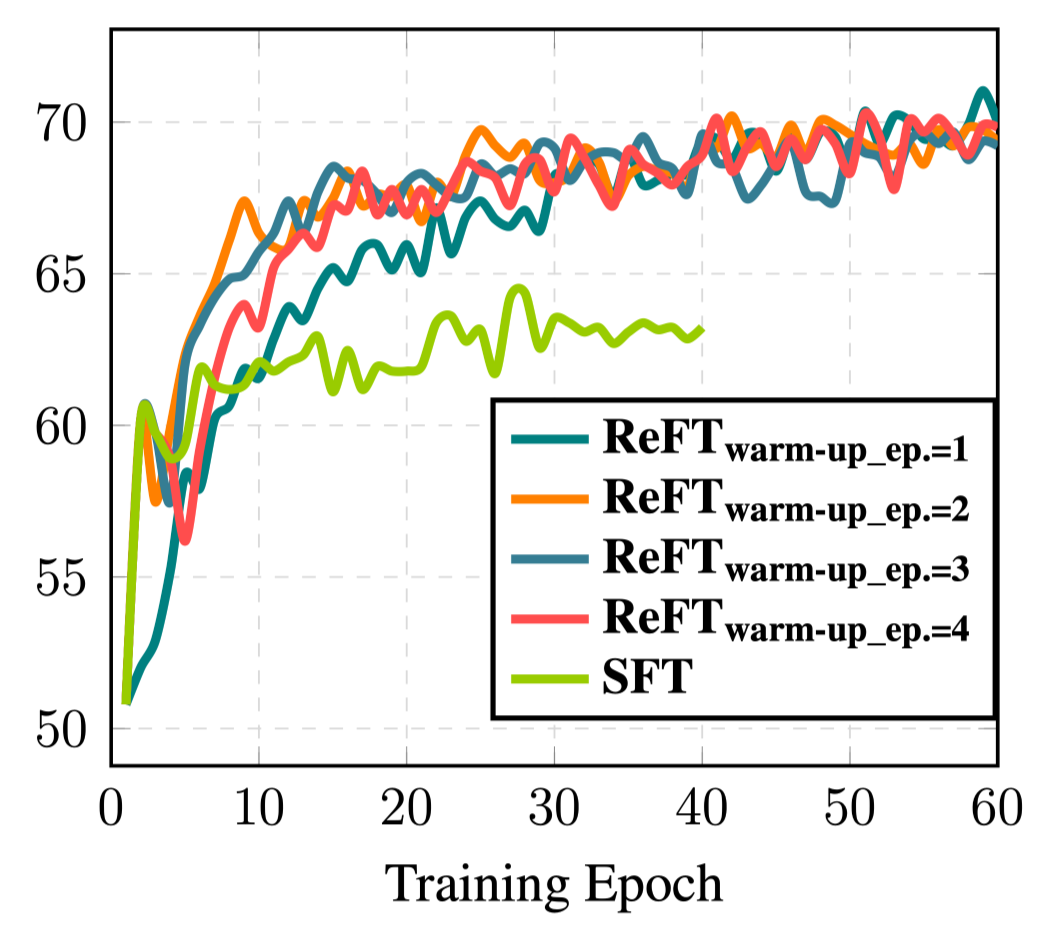 70
65
60
55
50
ReFTwarm-up_ep.=1
ReFTwarm-up_ep.=2
ReFTwarm-up_ep.=3
ReFTwarm-up_ep.=4
SFT
0 10 20 30 40 50 60
Training Epoch